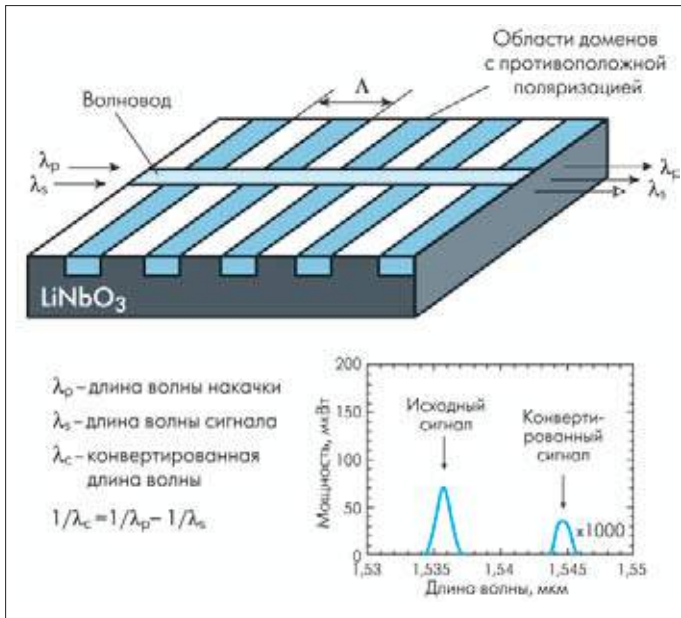 Области доменов
с противоположной
поляризацией
Λ
Волновод
λp
λs
λp
λs
LiNbO3
λp – длина волны накачки
λs – длина волны сигнала
λc – конвертированная
длина волны
1/λc = 1/λp – 1/λs
Мощность, мкВт
200
150
100
50
0
Исходный
сигнал
Конверти-
рованный
сигнал
x1000
1,53
1,535
1,54
1,545
1,55
Длина волны, мкм